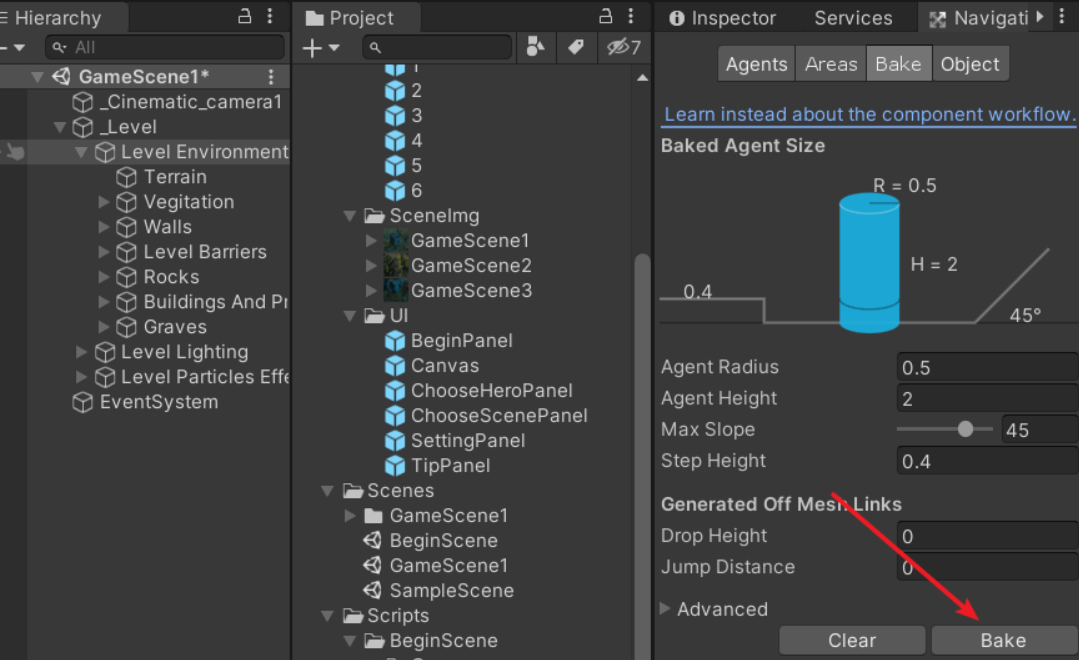 Hierarchy
All
GameScene1*
_Cinematic_camera1
_Level
Level Environment
Terrain
Vegitation
Walls
Level Barriers
Rocks
Buildings And Pr
Graves
Level Lighting
Level Particles Effe
EventSystem
Project
7
1
2
3
4
5
6
SceneImg
GameScene1
GameScene2
GameScene3
UI
BeginPanel
Canvas
ChooseHeroPanel
ChooseScenePanel
SettingPanel
TipPanel
Scenes
GameScene1
BeginScene
GameScene1
SampleScene
Scripts
BeginScene
Inspector Services Navigati
Agents Areas Bake Object
Learn instead about the component workflow.
Baked Agent Size
R = 0.5
H = 2
0.4
45°
Agent Radius 0.5
Agent Height 2
Max Slope 45
Step Height 0.4
Generated Off Mesh Links
Drop Height 0
Jump Distance 0
Advanced
Clear Bake